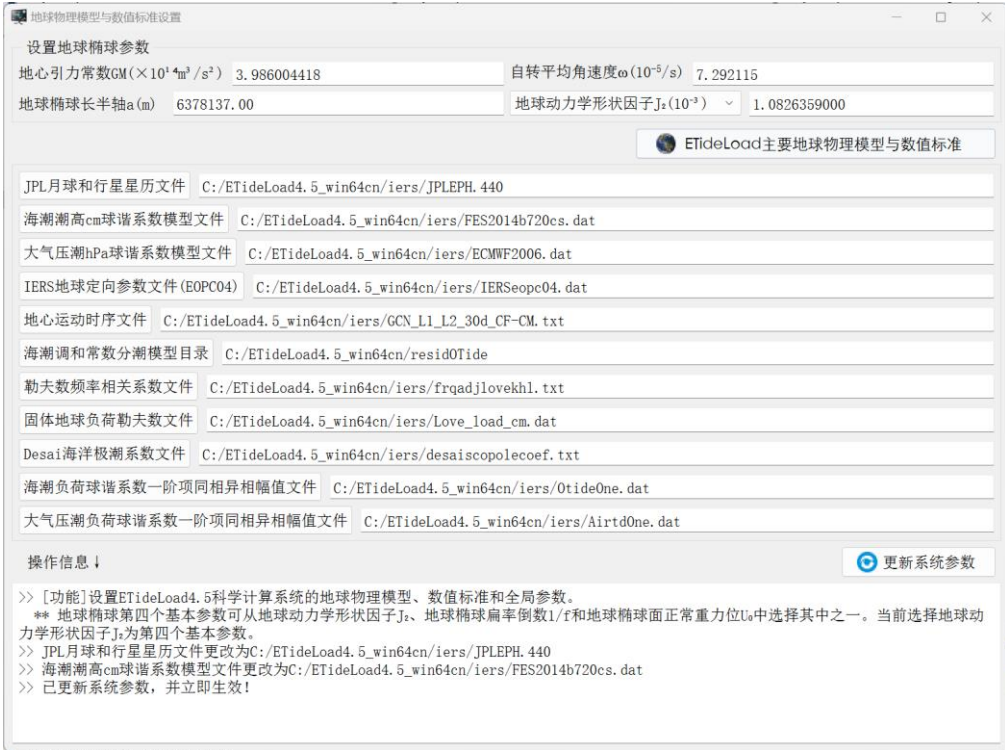 地球物理模型与数值标准设置
设置地球椭球参数
地心引力常数GM(×10¹⁴m³/s²) 3.986004418 自转平均角速度ω(10⁻⁵/s) 7.292115
地球椭球长半轴a(m) 6378137.00 地球动力学形状因子J₂(10⁻³) 1.0826359000
ETideLoad主要地球物理模型与数值标准
JPL月球和行星星历文件 C:/ETideLoad4.5_win64cn/iers/JPLEPH.440
海潮潮高cm球谐系数模型文件 C:/ETideLoad4.5_win64cn/iers/FES2014b720cs.dat
大气压潮hPa球谐系数模型文件 C:/ETideLoad4.5_win64cn/iers/ECMWF2006.dat
IERS地球定向参数文件(EOPC04) C:/ETideLoad4.5_win64cn/iers/IERSeopc04.dat
地心运动时序文件 C:/ETideLoad4.5_win64cn/iers/GCN_L1_L2_30d_CF-CM.txt
海潮调和常数分潮模型目录 C:/ETideLoad4.5_win64cn/residOTide
勒夫数频率相关系数文件 C:/ETideLoad4.5_win64cn/iers/frqadjlovekhl.txt
固体地球负荷勒夫数文件 C:/ETideLoad4.5_win64cn/iers/Love_load_cm.dat
Desai海洋极潮系数文件 C:/ETideLoad4.5_win64cn/iers/desaiscopolecoef.txt
海潮负荷球谐系数一阶项同相异相幅值文件 C:/ETideLoad4.5_win64cn/iers/OtideOne.dat
大气压潮负荷球谐系数一阶项同相异相幅值文件 C:/ETideLoad4.5_win64cn/iers/AirtdOne.dat
操作信息↓ 更新系统参数
>> [功能]设置ETideLoad4.5科学计算系统的地球物理模型、数值标准和全局参数。
** 地球椭球第四个基本参数可从地球动力学形状因子J₂、地球椭球扁率倒数1/f和地球椭球面正常重力位U₀中选择其中之一。当前选择地球动
力学形状因子J₂为第四个基本参数。
>> JPL月球和行星星历文件更改为C:/ETideLoad4.5_win64cn/iers/JPLEPH.440
>> 海潮潮高cm球谐系数模型文件更改为C:/ETideLoad4.5_win64cn/iers/FES2014b720cs.dat
>> 已更新系统参数，并立即生效！